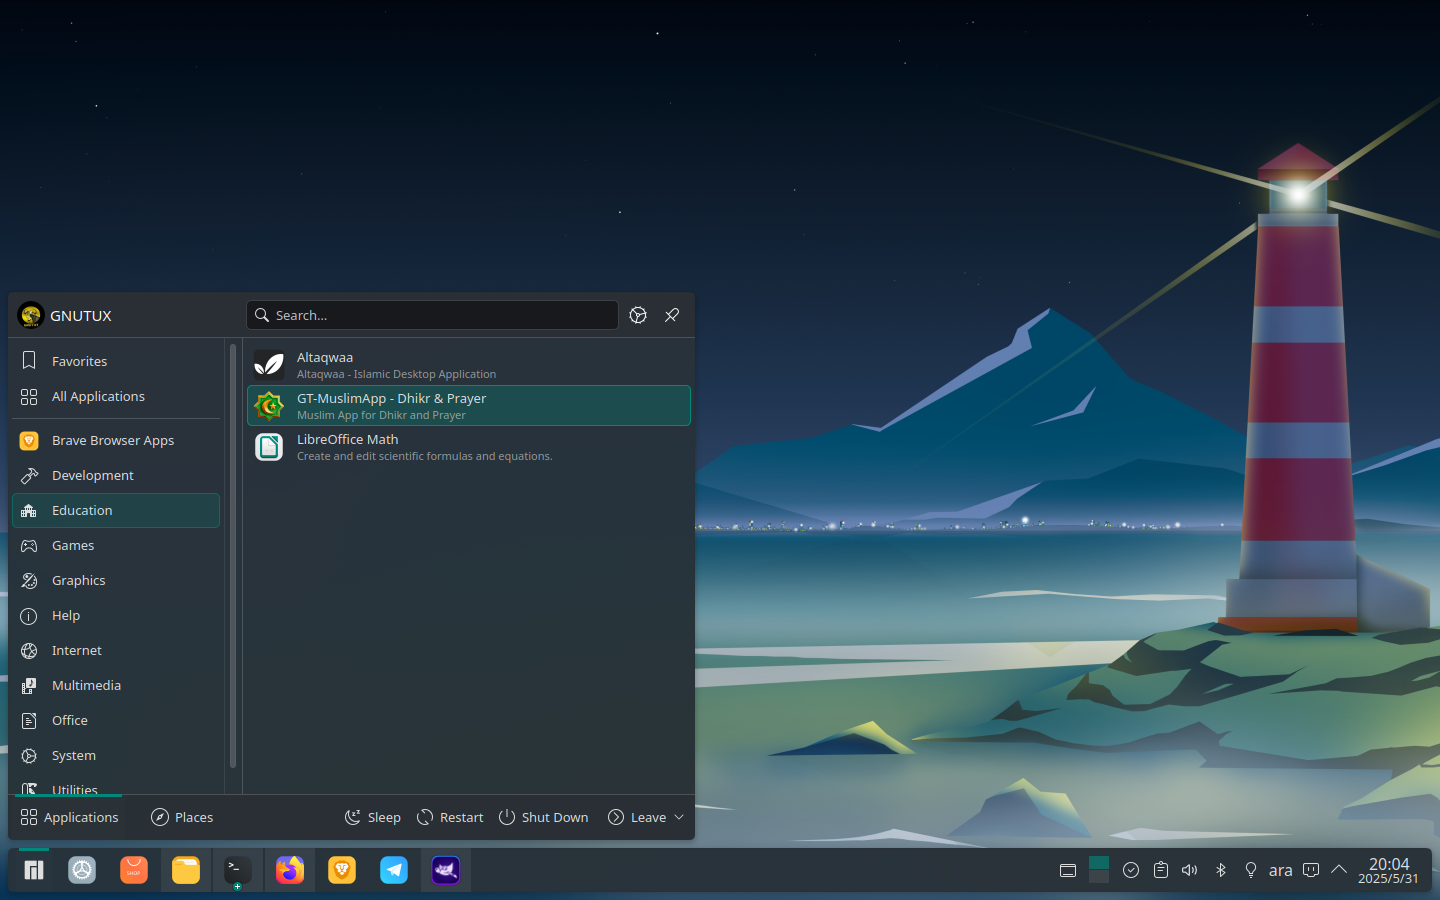 GNUTUX
Search...
Favorites
All Applications
Brave Browser Apps
Development
Education
Games
Graphics
Help
Internet
Multimedia
Office
System
Utilities
Altaqwaa
Altaqwaa - Islamic Desktop Application
GT-MuslimApp - Dhikr & Prayer
Muslim App for Dhikr and Prayer
LibreOffice Math
Create and edit scientific formulas and equations.
Applications
Places
Sleep
Restart
Shut Down
Leave
SHOP
>_
ara
20:04
2025/5/31